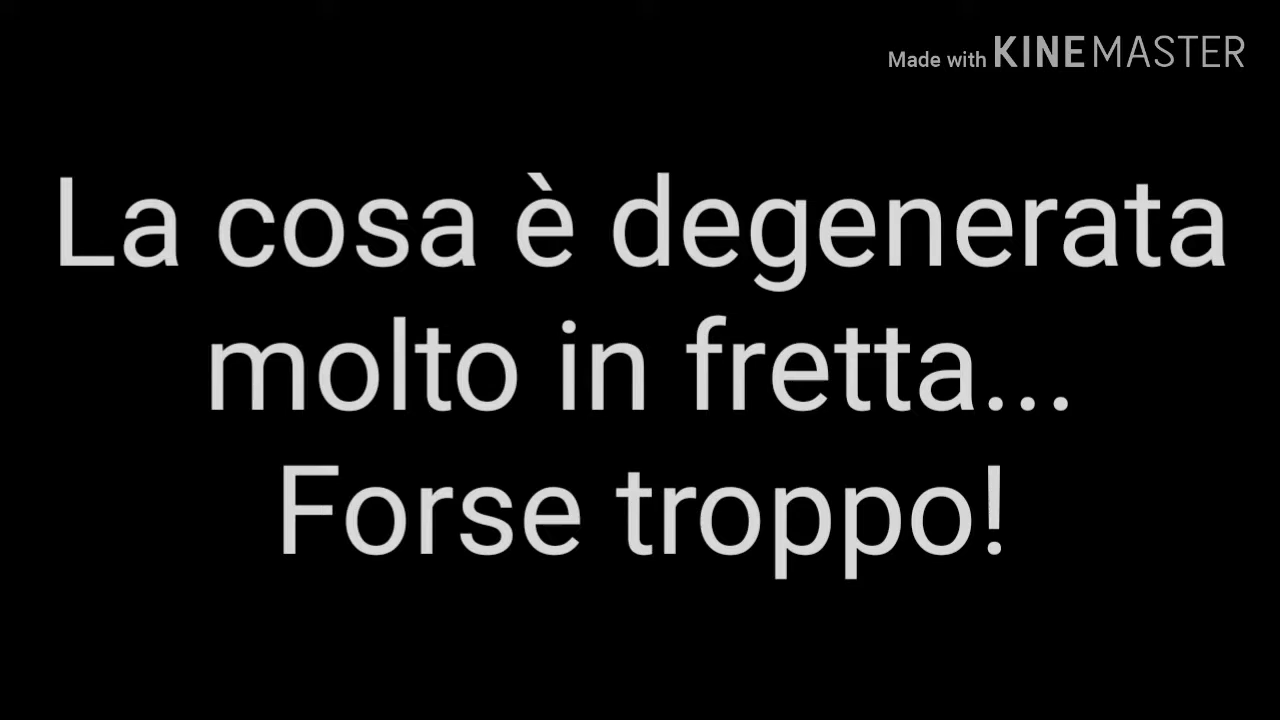 Made with KINEMASTER
La cosa è degenerata
molto in fretta...
Forse troppo!